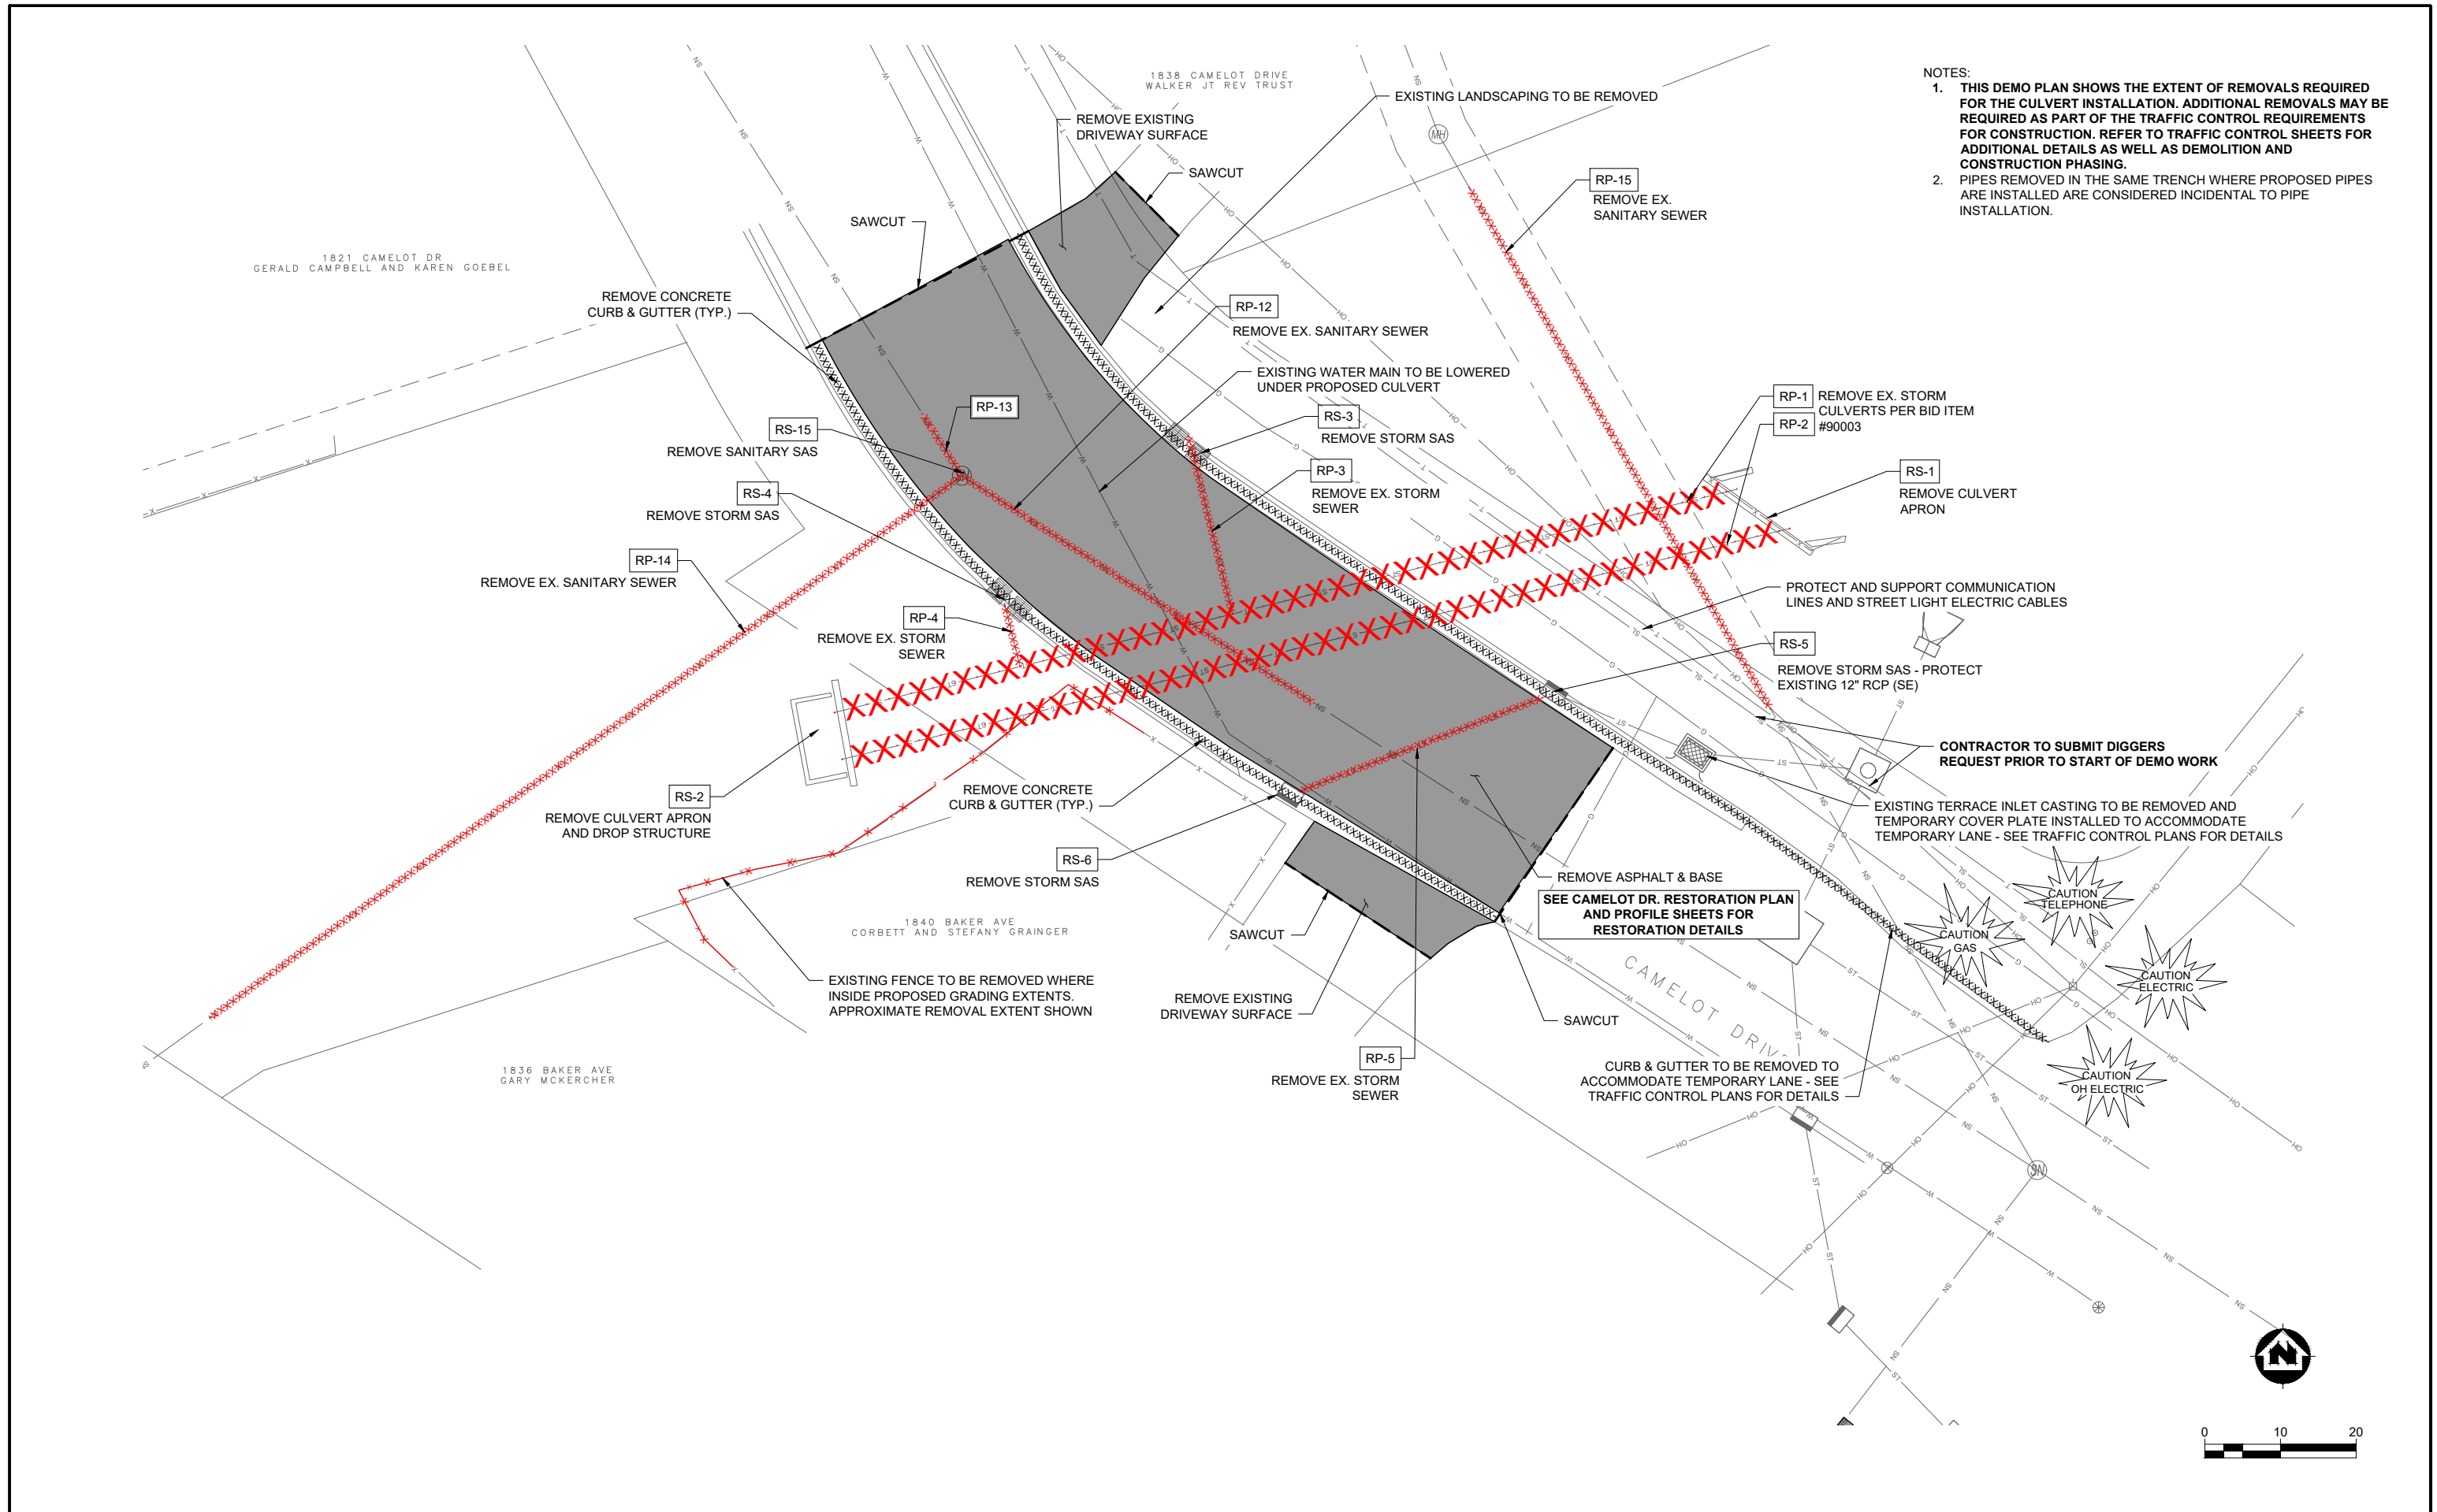 1838 CAMELOT DRIVE
WALKER JT REV TRUST
NOTES:
1. THIS DEMO PLAN SHOWS THE EXTENT OF REMOVALS REQUIRED
FOR THE CULVERT INSTALLATION. ADDITIONAL REMOVALS MAY BE
REQUIRED AS PART OF THE TRAFFIC CONTROL REQUIREMENTS
FOR CONSTRUCTION. REFER TO TRAFFIC CONTROL SHEETS FOR
ADDITIONAL DETAILS AS WELL AS DEMOLITION AND
CONSTRUCTION PHASING.
2. PIPES REMOVED IN THE SAME TRENCH WHERE PROPOSED PIPES
ARE INSTALLED ARE CONSIDERED INCIDENTAL TO PIPE
INSTALLATION.
EXISTING LANDSCAPING TO BE REMOVED
REMOVE EXISTING
DRIVEWAY SURFACE
MH
SAWCUT
RP-15
REMOVE EX.
SANITARY SEWER
SAWCUT
1821 CAMELOT DR
GERALD CAMPBELL AND KAREN GOEBEL
REMOVE CONCRETE
CURB & GUTTER (TYP.)
RP-12
REMOVE EX. SANITARY SEWER
EXISTING WATER MAIN TO BE LOWERED
UNDER PROPOSED CULVERT
RP-13
RS-3
REMOVE STORM SAS
RP-1
REMOVE EX. STORM
CULVERTS PER BID ITEM
RP-2
#90003
RS-15
REMOVE SANITARY SAS
RP-3
REMOVE EX. STORM
SEWER
RS-1
REMOVE CULVERT
APRON
RS-4
REMOVE STORM SAS
RP-14
REMOVE EX. SANITARY SEWER
RP-4
REMOVE EX. STORM
SEWER
PROTECT AND SUPPORT COMMUNICATION
LINES AND STREET LIGHT ELECTRIC CABLES
RS-5
REMOVE STORM SAS - PROTECT
EXISTING 12" RCP (SE)
CONTRACTOR TO SUBMIT DIGGERS
REQUEST PRIOR TO START OF DEMO WORK
RS-2
REMOVE CULVERT APRON
AND DROP STRUCTURE
REMOVE CONCRETE
CURB & GUTTER (TYP.)
EXISTING TERRACE INLET CASTING TO BE REMOVED AND
TEMPORARY COVER PLATE INSTALLED TO ACCOMMODATE
TEMPORARY LANE - SEE TRAFFIC CONTROL PLANS FOR DETAILS
RS-6
REMOVE STORM SAS
REMOVE ASPHALT & BASE
SEE CAMELOT DR. RESTORATION PLAN
AND PROFILE SHEETS FOR
RESTORATION DETAILS
CAUTION
TELEPHONE
CAUTION
GAS
CAUTION
ELECTRIC
CAUTION
OH ELECTRIC
1840 BAKER AVE
CORBETT AND STEFANY GRAINGER
SAWCUT
EXISTING FENCE TO BE REMOVED WHERE
INSIDE PROPOSED GRADING EXTENTS.
APPROXIMATE REMOVAL EXTENT SHOWN
REMOVE EXISTING
DRIVEWAY SURFACE
SAWCUT
CAMELOT DRIVE
RP-5
REMOVE EX. STORM
SEWER
CURB & GUTTER TO BE REMOVED TO
ACCOMMODATE TEMPORARY LANE - SEE
TRAFFIC CONTROL PLANS FOR DETAILS
1836 BAKER AVE
GARY MCKERCHER
SN
N
0 10 20